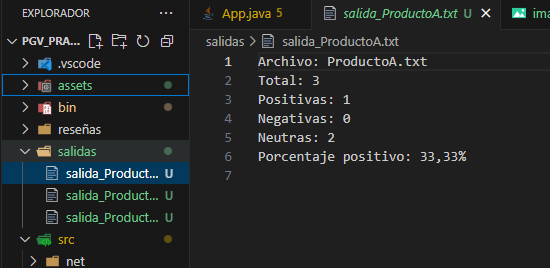 EXPLORADOR
PGV_PRA...
.vscode
assets
bin
reseñas
salidas
salida_Product... U
salida_Product... U
salida_Product... U
src
net
App.java 5
salida_ProductoA.txt U
salidas > salida_ProductoA.txt
1 Archivo: ProductoA.txt
2 Total: 3
3 Positivas: 1
4 Negativas: 0
5 Neutras: 2
6 Porcentaje positivo: 33,33%
7